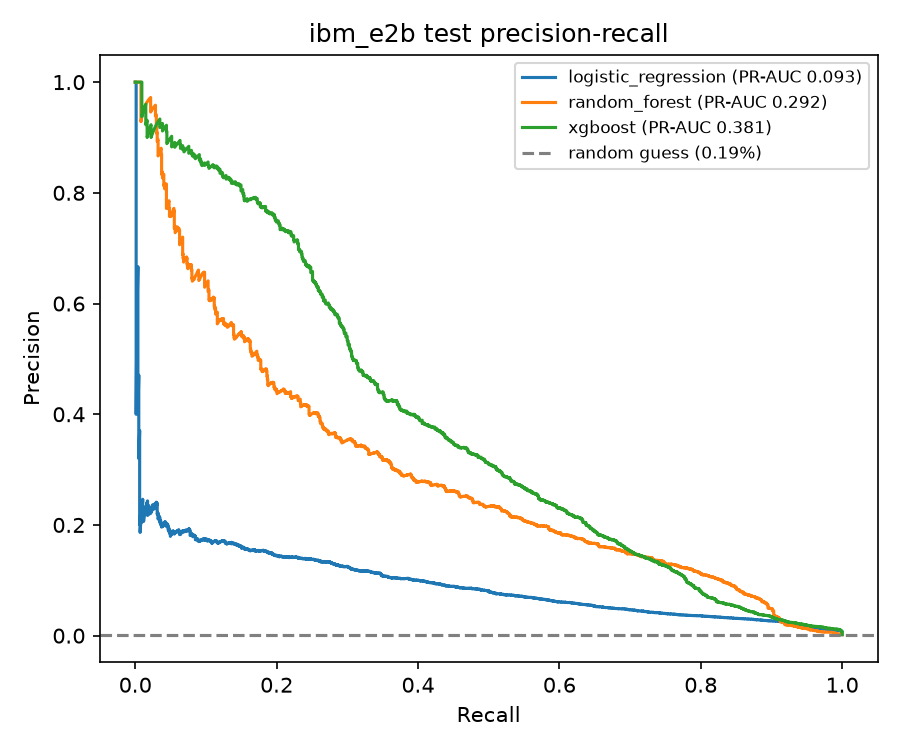 ibm_e2b test precision-recall
logistic_regression (PR-AUC 0.093)
random_forest (PR-AUC 0.292)
xgboost (PR-AUC 0.381)
random guess (0.19%)
Precision
1.0
0.8
0.6
0.4
0.2
0.0
0.0 0.2 0.4 0.6 0.8 1.0
Recall